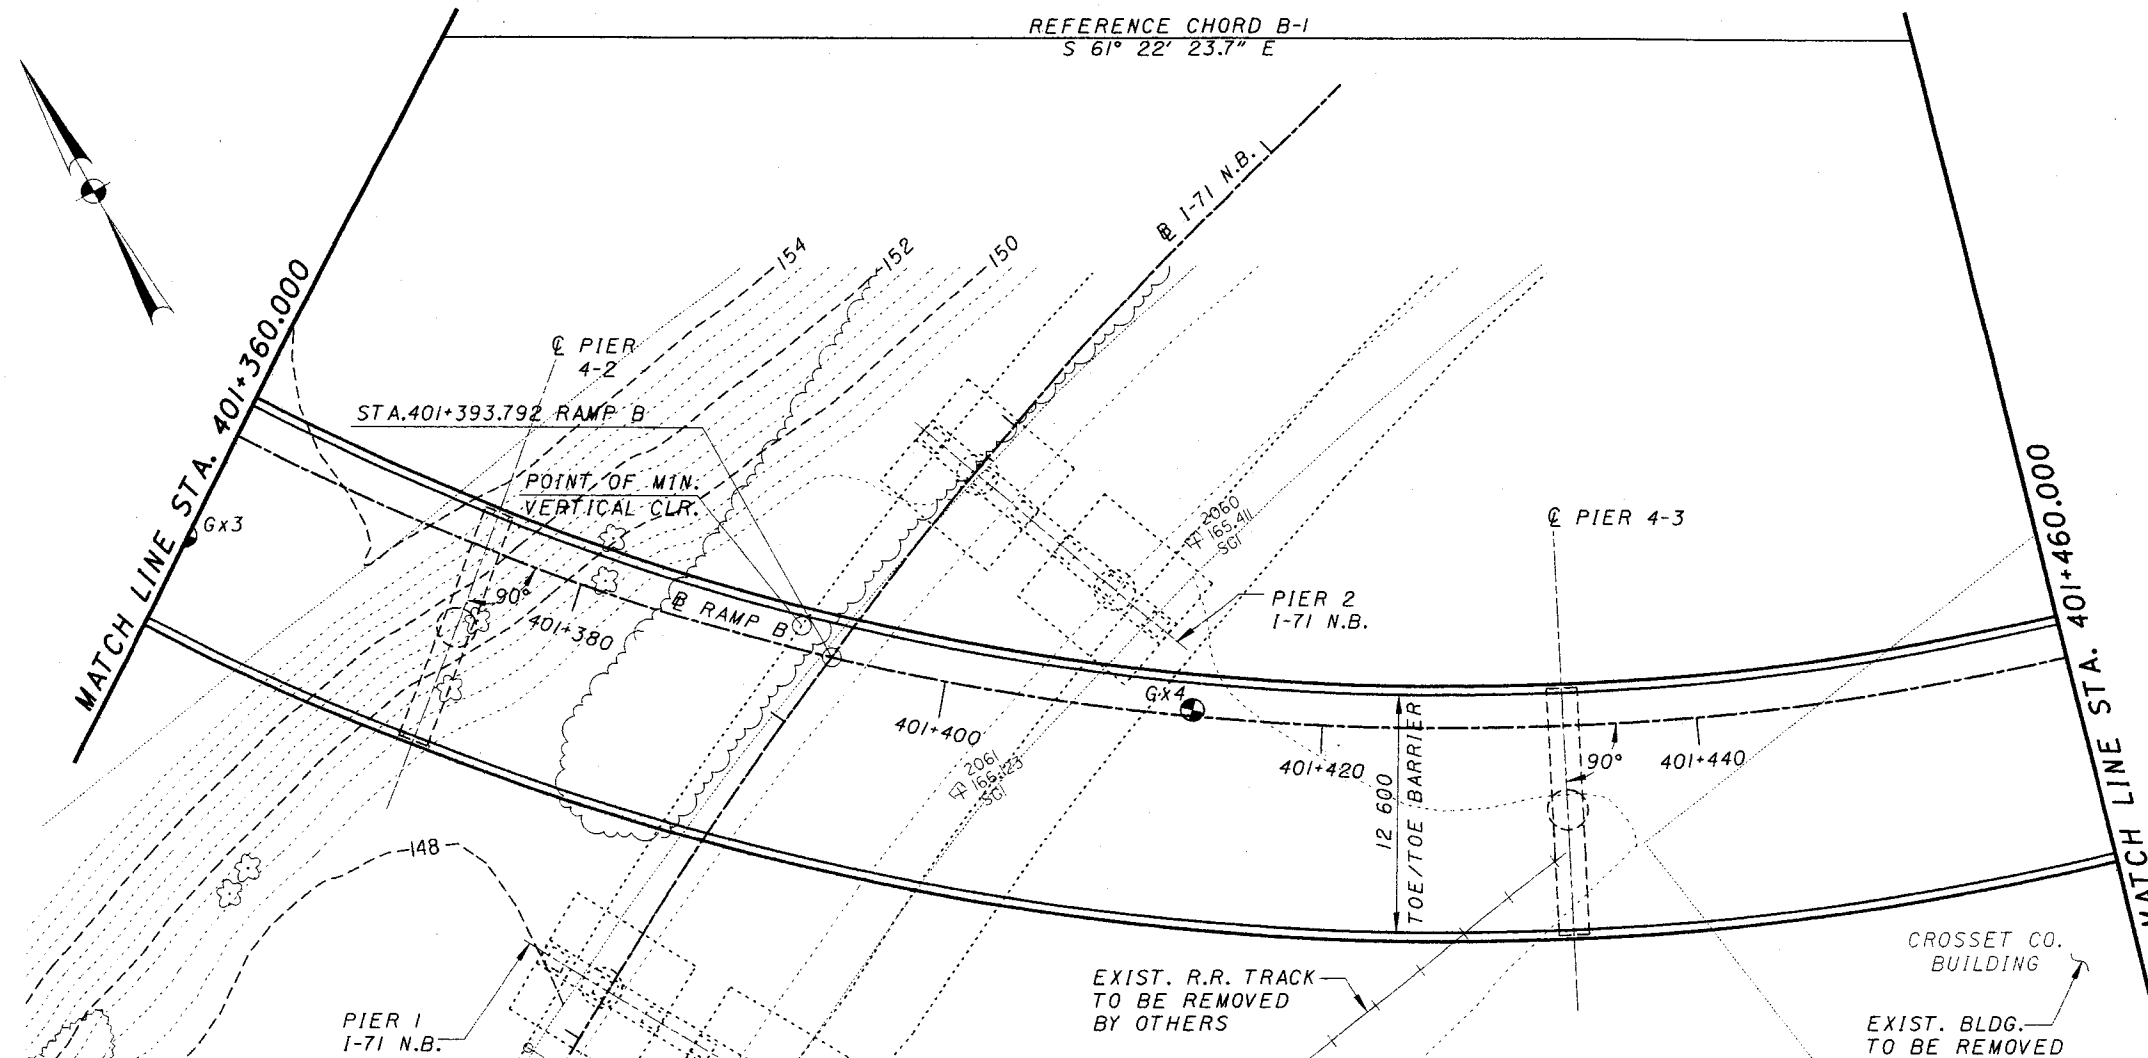 REFERENCE CHORD B-1
S 61° 22' 23.7" E
MATCH LINE STA. 401+360.000
℄ PIER
4-2
STA.401+393.792 RAMP B
POINT OF MIN.
VERTICAL CLR.
154
152
150
℄ I-71 N.B.
Gx3
90°
401+380
℄ RAMP B
2060
165.411
SGI
PIER 2
I-71 N.B.
℄ PIER 4-3
MATCH LINE STA. 401+460.000
Gx4
401+400
2061
166.123
SGI
401+420
12 600
TOE/TOE BARRIER
90°
401+440
148
PIER 1
I-71 N.B.
EXIST. R.R. TRACK
TO BE REMOVED
BY OTHERS
CROSSET CO.
BUILDING
EXIST. BLDG.
TO BE REMOVED